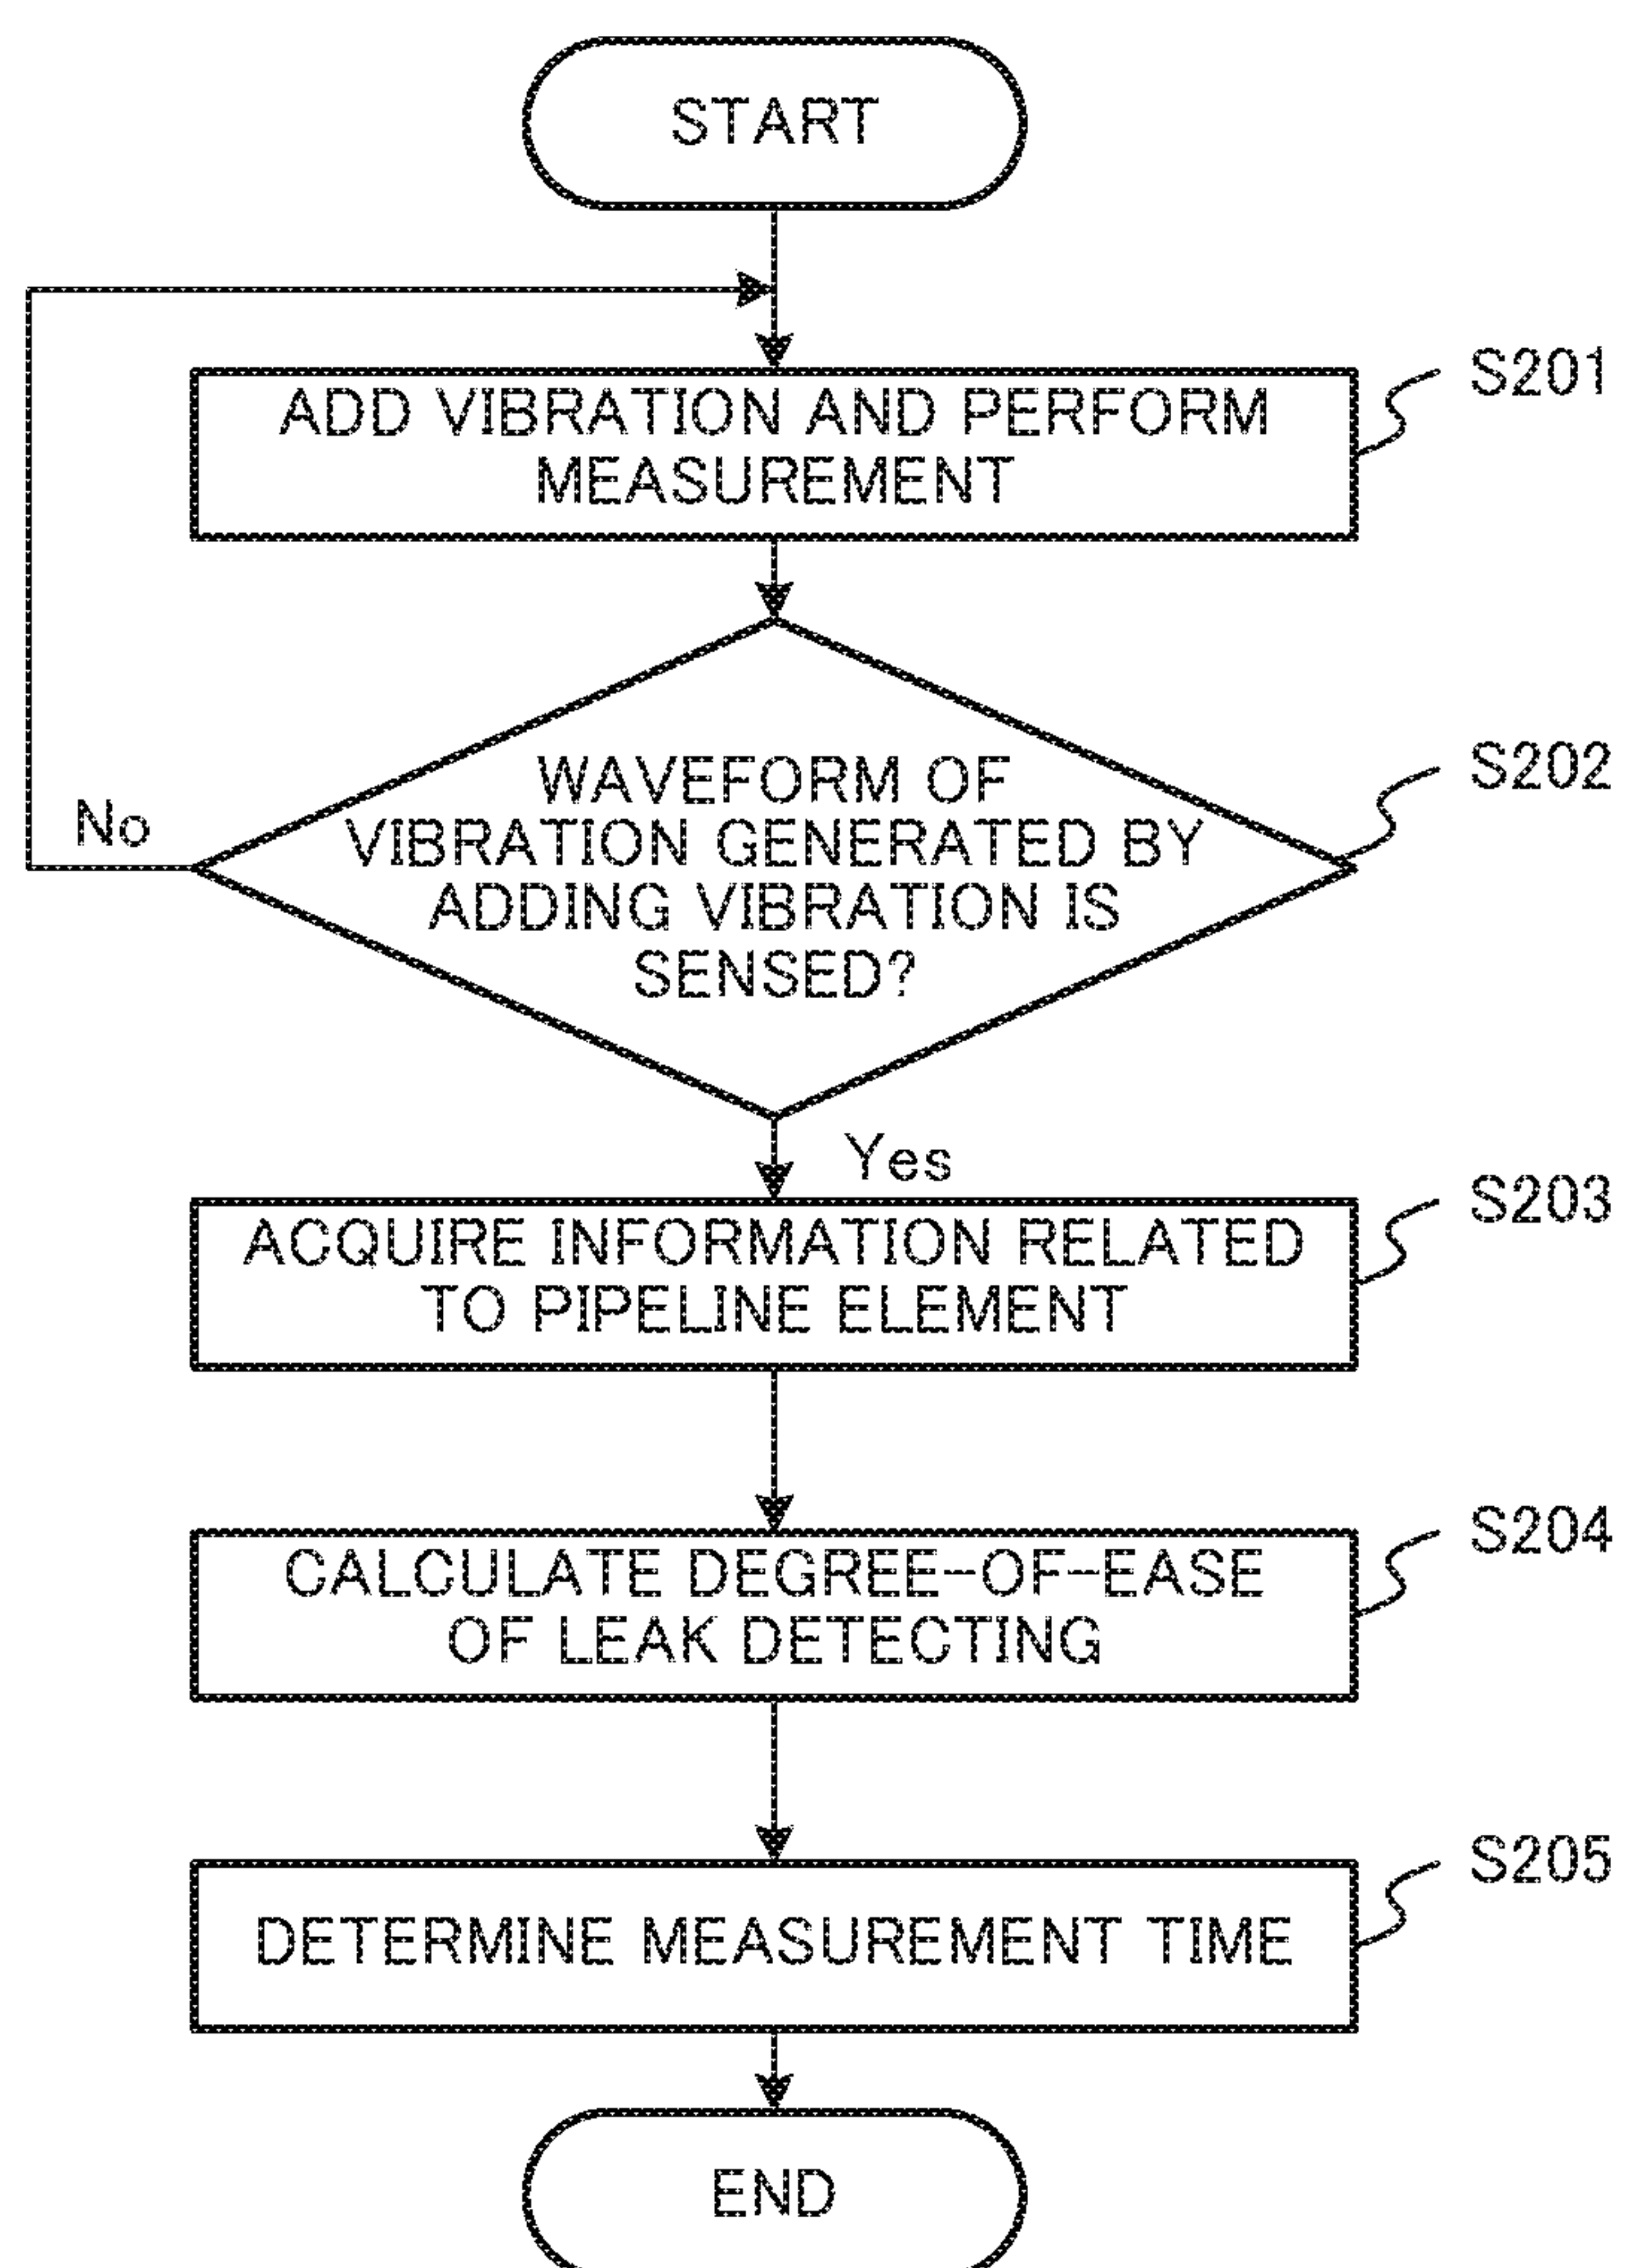 START
ADD VIBRATION AND PERFORM
MEASUREMENT
S201
WAVEFORM OF
VIBRATION GENERATED BY
ADDING VIBRATION IS
SENSED?
S202
No
Yes
ACQUIRE INFORMATION RELATED
TO PIPELINE ELEMENT
S203
CALCULATE DEGREE-OF-EASE
OF LEAK DETECTING
S204
DETERMINE MEASUREMENT TIME
S205
END